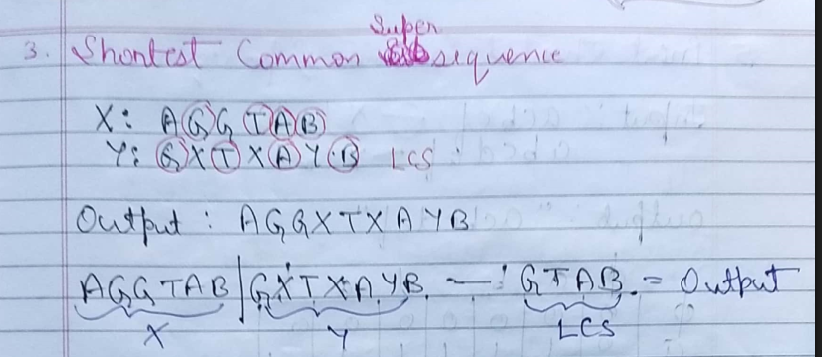 3. Shortest Common Super sequence
X: AGGTAB
Y: GXTXAYB LCS
Output: AGGXTXAYB
AGGTAB | GXTXAYB — GTAB = Output
X Y LCS